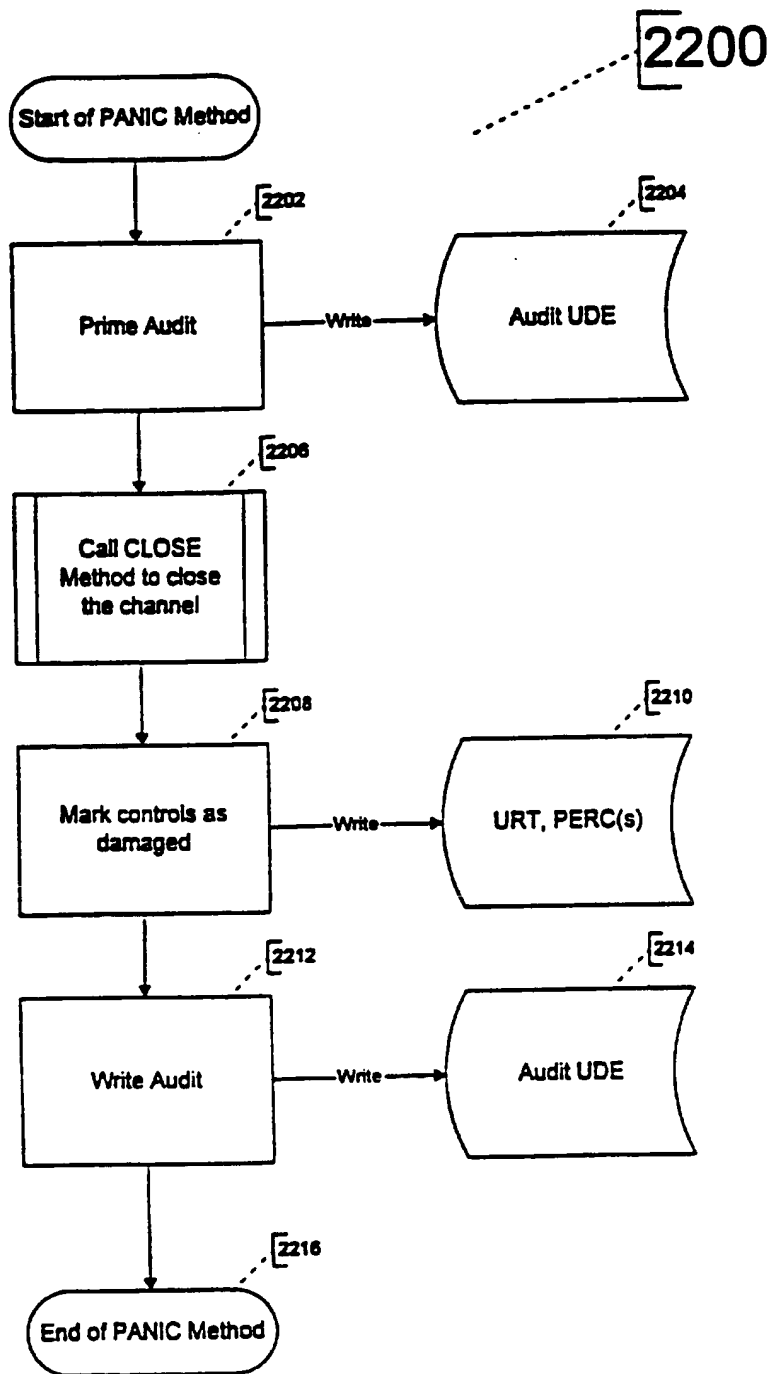 2200
Start of PANIC Method
2202
2204
Prime Audit
Write
Audit UDE
2206
Call CLOSE
Method to close
the channel
2208
2210
Mark controls as
damaged
Write
URT, PERC(s)
2212
2214
Write Audit
Write
Audit UDE
2216
End of PANIC Method